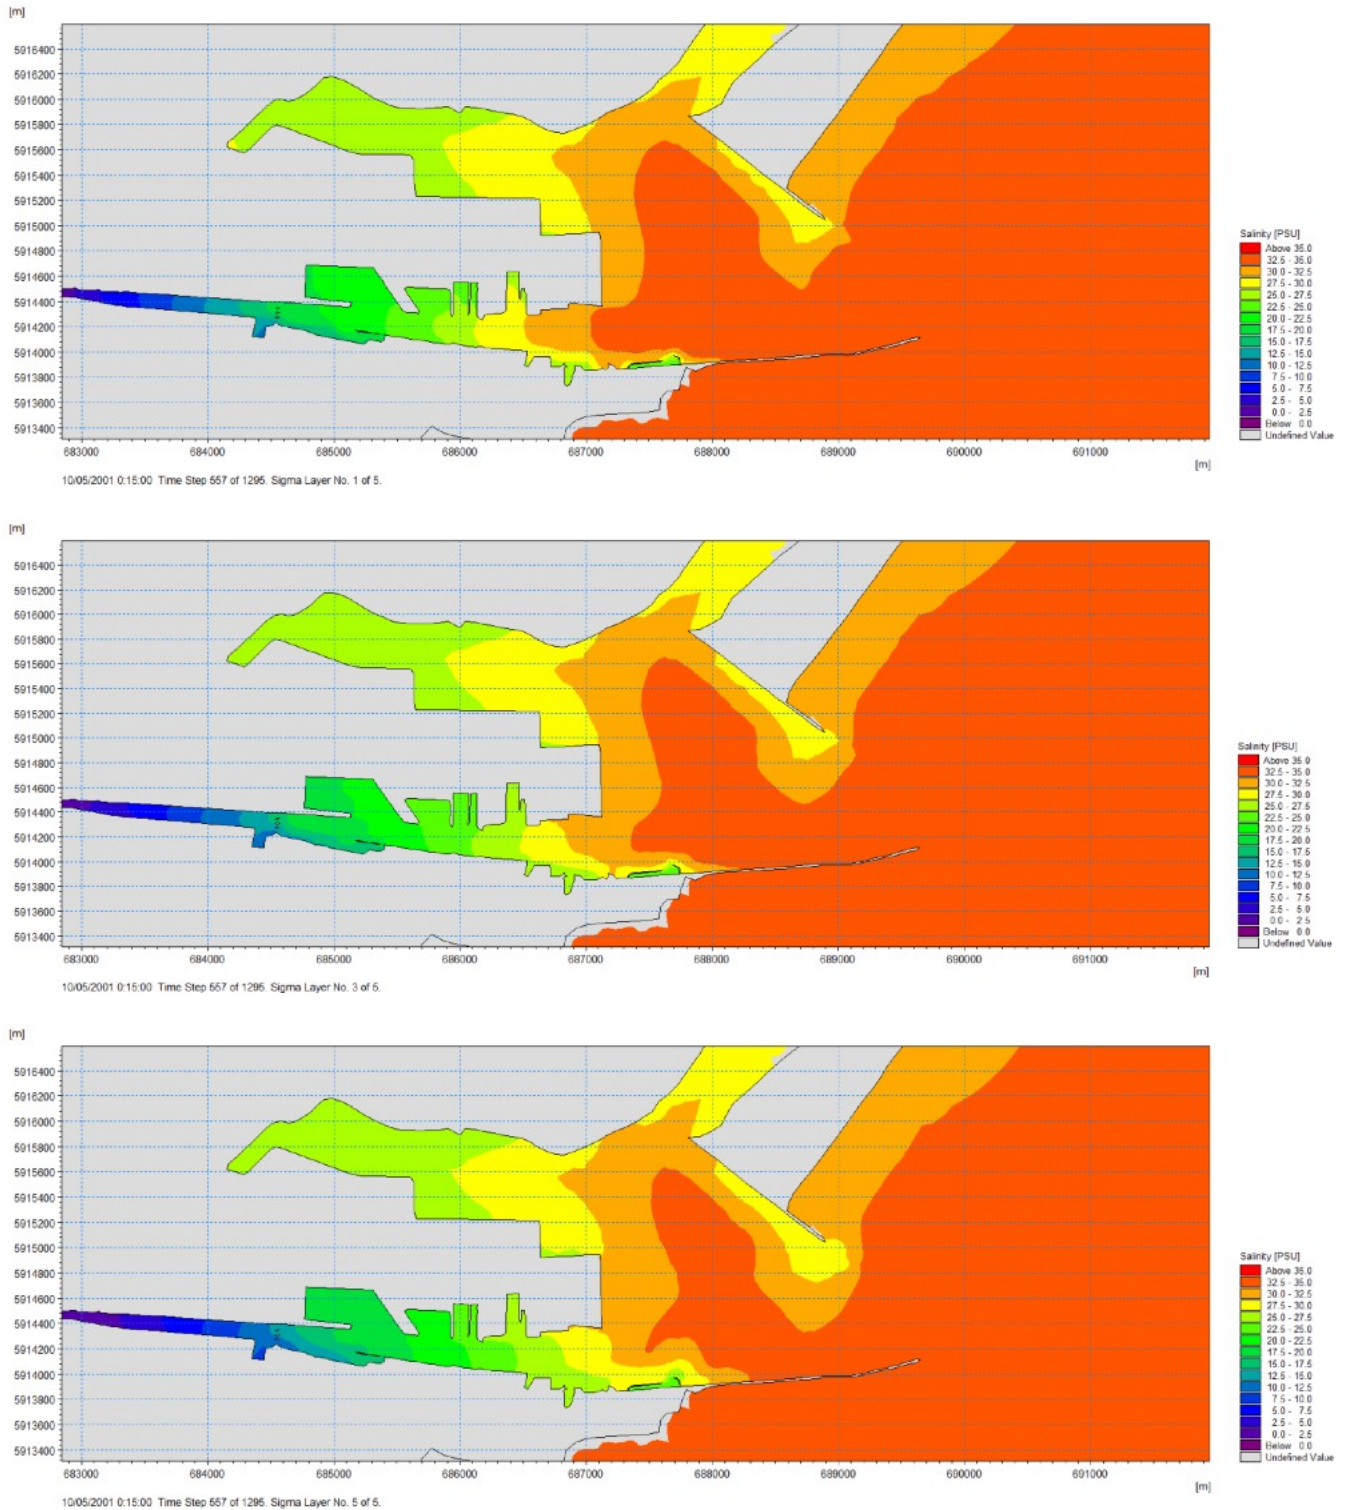 [m]
5916400
5916200
5916000
5915800
5915600
5915400
5915200
5915000
5914800
5914600
5914400
5914200
5914000
5913800
5913600
5913400
683000 684000 685000 686000 687000 688000 689000 690000 691000
[m]
Salinity [PSU]
Above 35.0
32.5 - 35.0
30.0 - 32.5
27.5 - 30.0
25.0 - 27.5
22.5 - 25.0
20.0 - 22.5
17.5 - 20.0
15.0 - 17.5
12.5 - 15.0
10.0 - 12.5
7.5 - 10.0
5.0 - 7.5
2.5 - 5.0
0.0 - 2.5
Below 0.0
Undefined Value
10/05/2001 0:15:00 Time Step 557 of 1295. Sigma Layer No. 1 of 5.
[m]
5916400
5916200
5916000
5915800
5915600
5915400
5915200
5915000
5914800
5914600
5914400
5914200
5914000
5913800
5913600
5913400
683000 684000 685000 686000 687000 688000 689000 690000 691000
[m]
Salinity [PSU]
Above 35.0
32.5 - 35.0
30.0 - 32.5
27.5 - 30.0
25.0 - 27.5
22.5 - 25.0
20.0 - 22.5
17.5 - 20.0
15.0 - 17.5
12.5 - 15.0
10.0 - 12.5
7.5 - 10.0
5.0 - 7.5
2.5 - 5.0
0.0 - 2.5
Below 0.0
Undefined Value
10/05/2001 0:15:00 Time Step 557 of 1295. Sigma Layer No. 3 of 5.
[m]
5916400
5916200
5916000
5915800
5915600
5915400
5915200
5915000
5914800
5914600
5914400
5914200
5914000
5913800
5913600
5913400
683000 684000 685000 686000 687000 688000 689000 690000 691000
[m]
Salinity [PSU]
Above 35.0
32.5 - 35.0
30.0 - 32.5
27.5 - 30.0
25.0 - 27.5
22.5 - 25.0
20.0 - 22.5
17.5 - 20.0
15.0 - 17.5
12.5 - 15.0
10.0 - 12.5
7.5 - 10.0
5.0 - 7.5
2.5 - 5.0
0.0 - 2.5
Below 0.0
Undefined Value
10/05/2001 0:15:00 Time Step 557 of 1295. Sigma Layer No. 5 of 5.